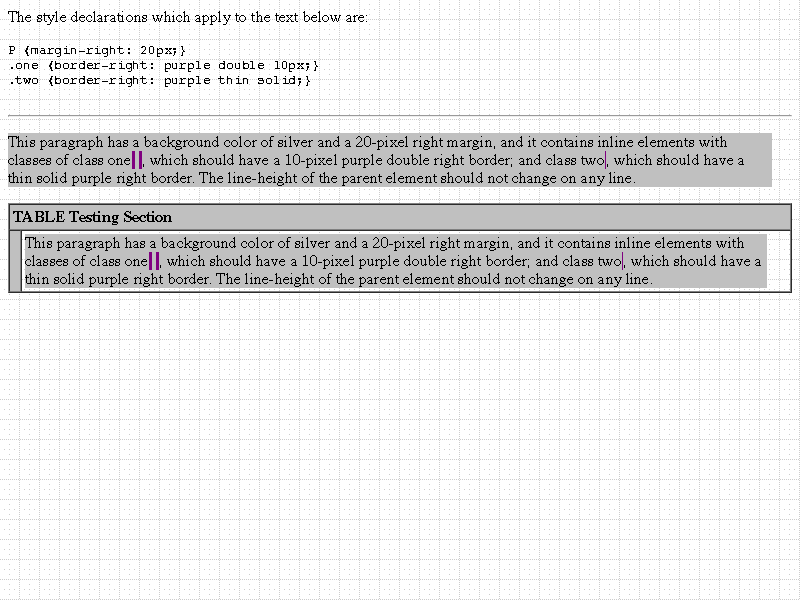 The style declarations which apply to the text below are:
P {margin-right: 20px;}
.one {border-right: purple double 10px;}
.two {border-right: purple thin solid;}
This paragraph has a background color of silver and a 20-pixel right margin, and it contains inline elements with
classes of class one, which should have a 10-pixel purple double right border; and class two, which should have a
thin solid purple right border. The line-height of the parent element should not change on any line.
TABLE Testing Section
This paragraph has a background color of silver and a 20-pixel right margin, and it contains inline elements with
classes of class one, which should have a 10-pixel purple double right border; and class two, which should have a
thin solid purple right border. The line-height of the parent element should not change on any line.